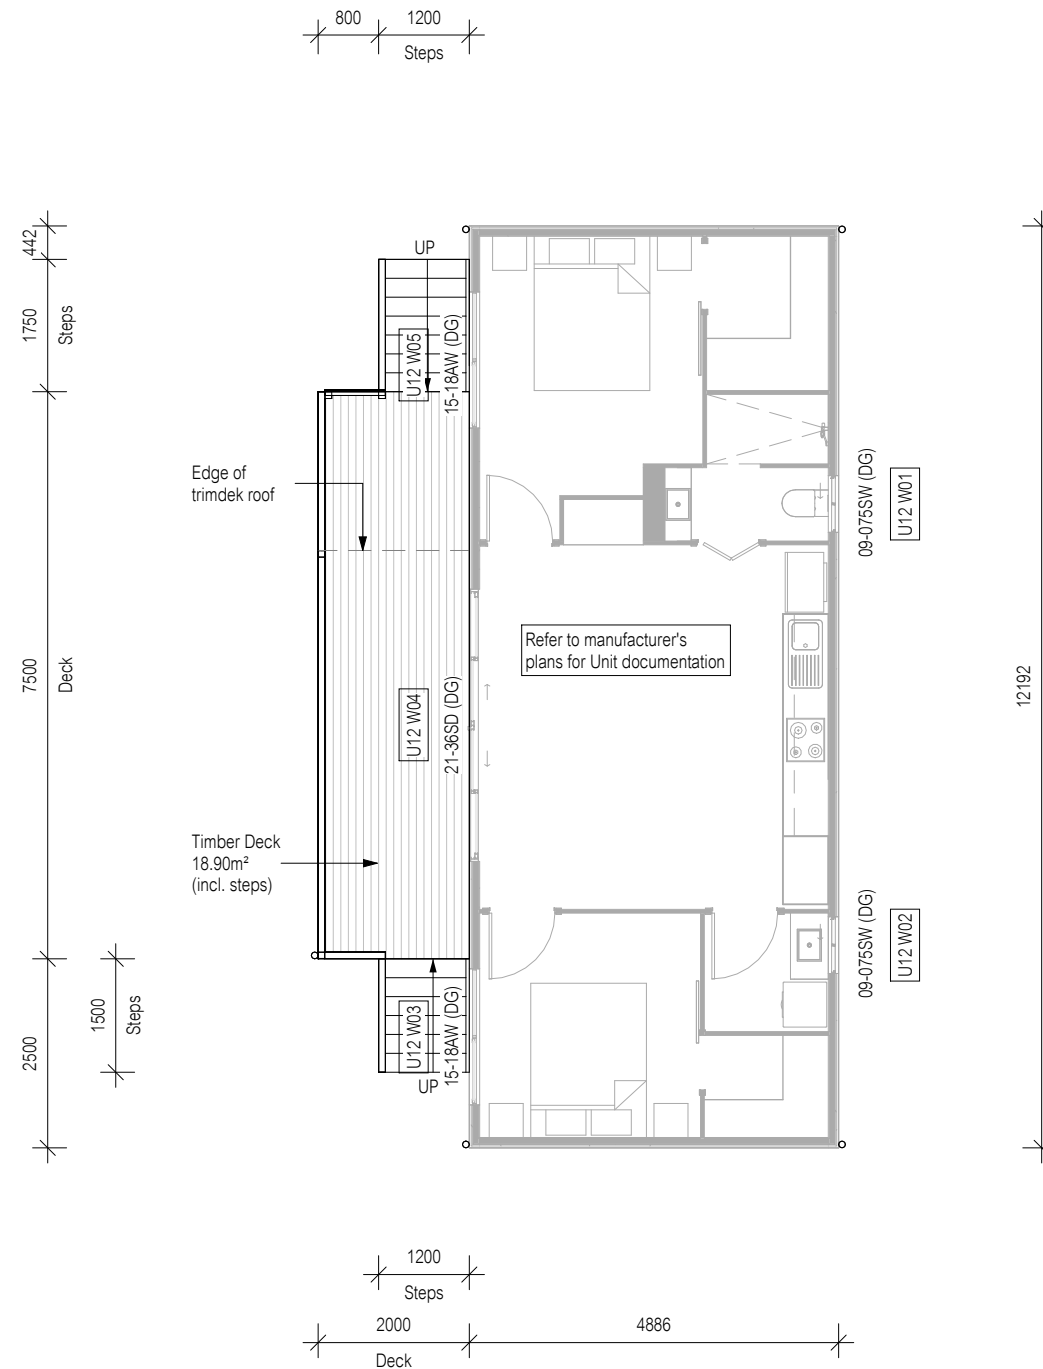 800
1200
Steps
442
1750
Steps
UP
U12 W05
15-18AW (DG)
Edge of
trimdek roof
09-075SW (DG)
U12 W01
Refer to manufacturer's
plans for Unit documentation
7500
Deck
U12 W04
21-36SD (DG)
12192
Timber Deck
18.90m²
(incl. steps)
09-075SW (DG)
U12 W02
2500
1500
Steps
U12 W03
15-18AW (DG)
UP
1200
Steps
2000
Deck
4886